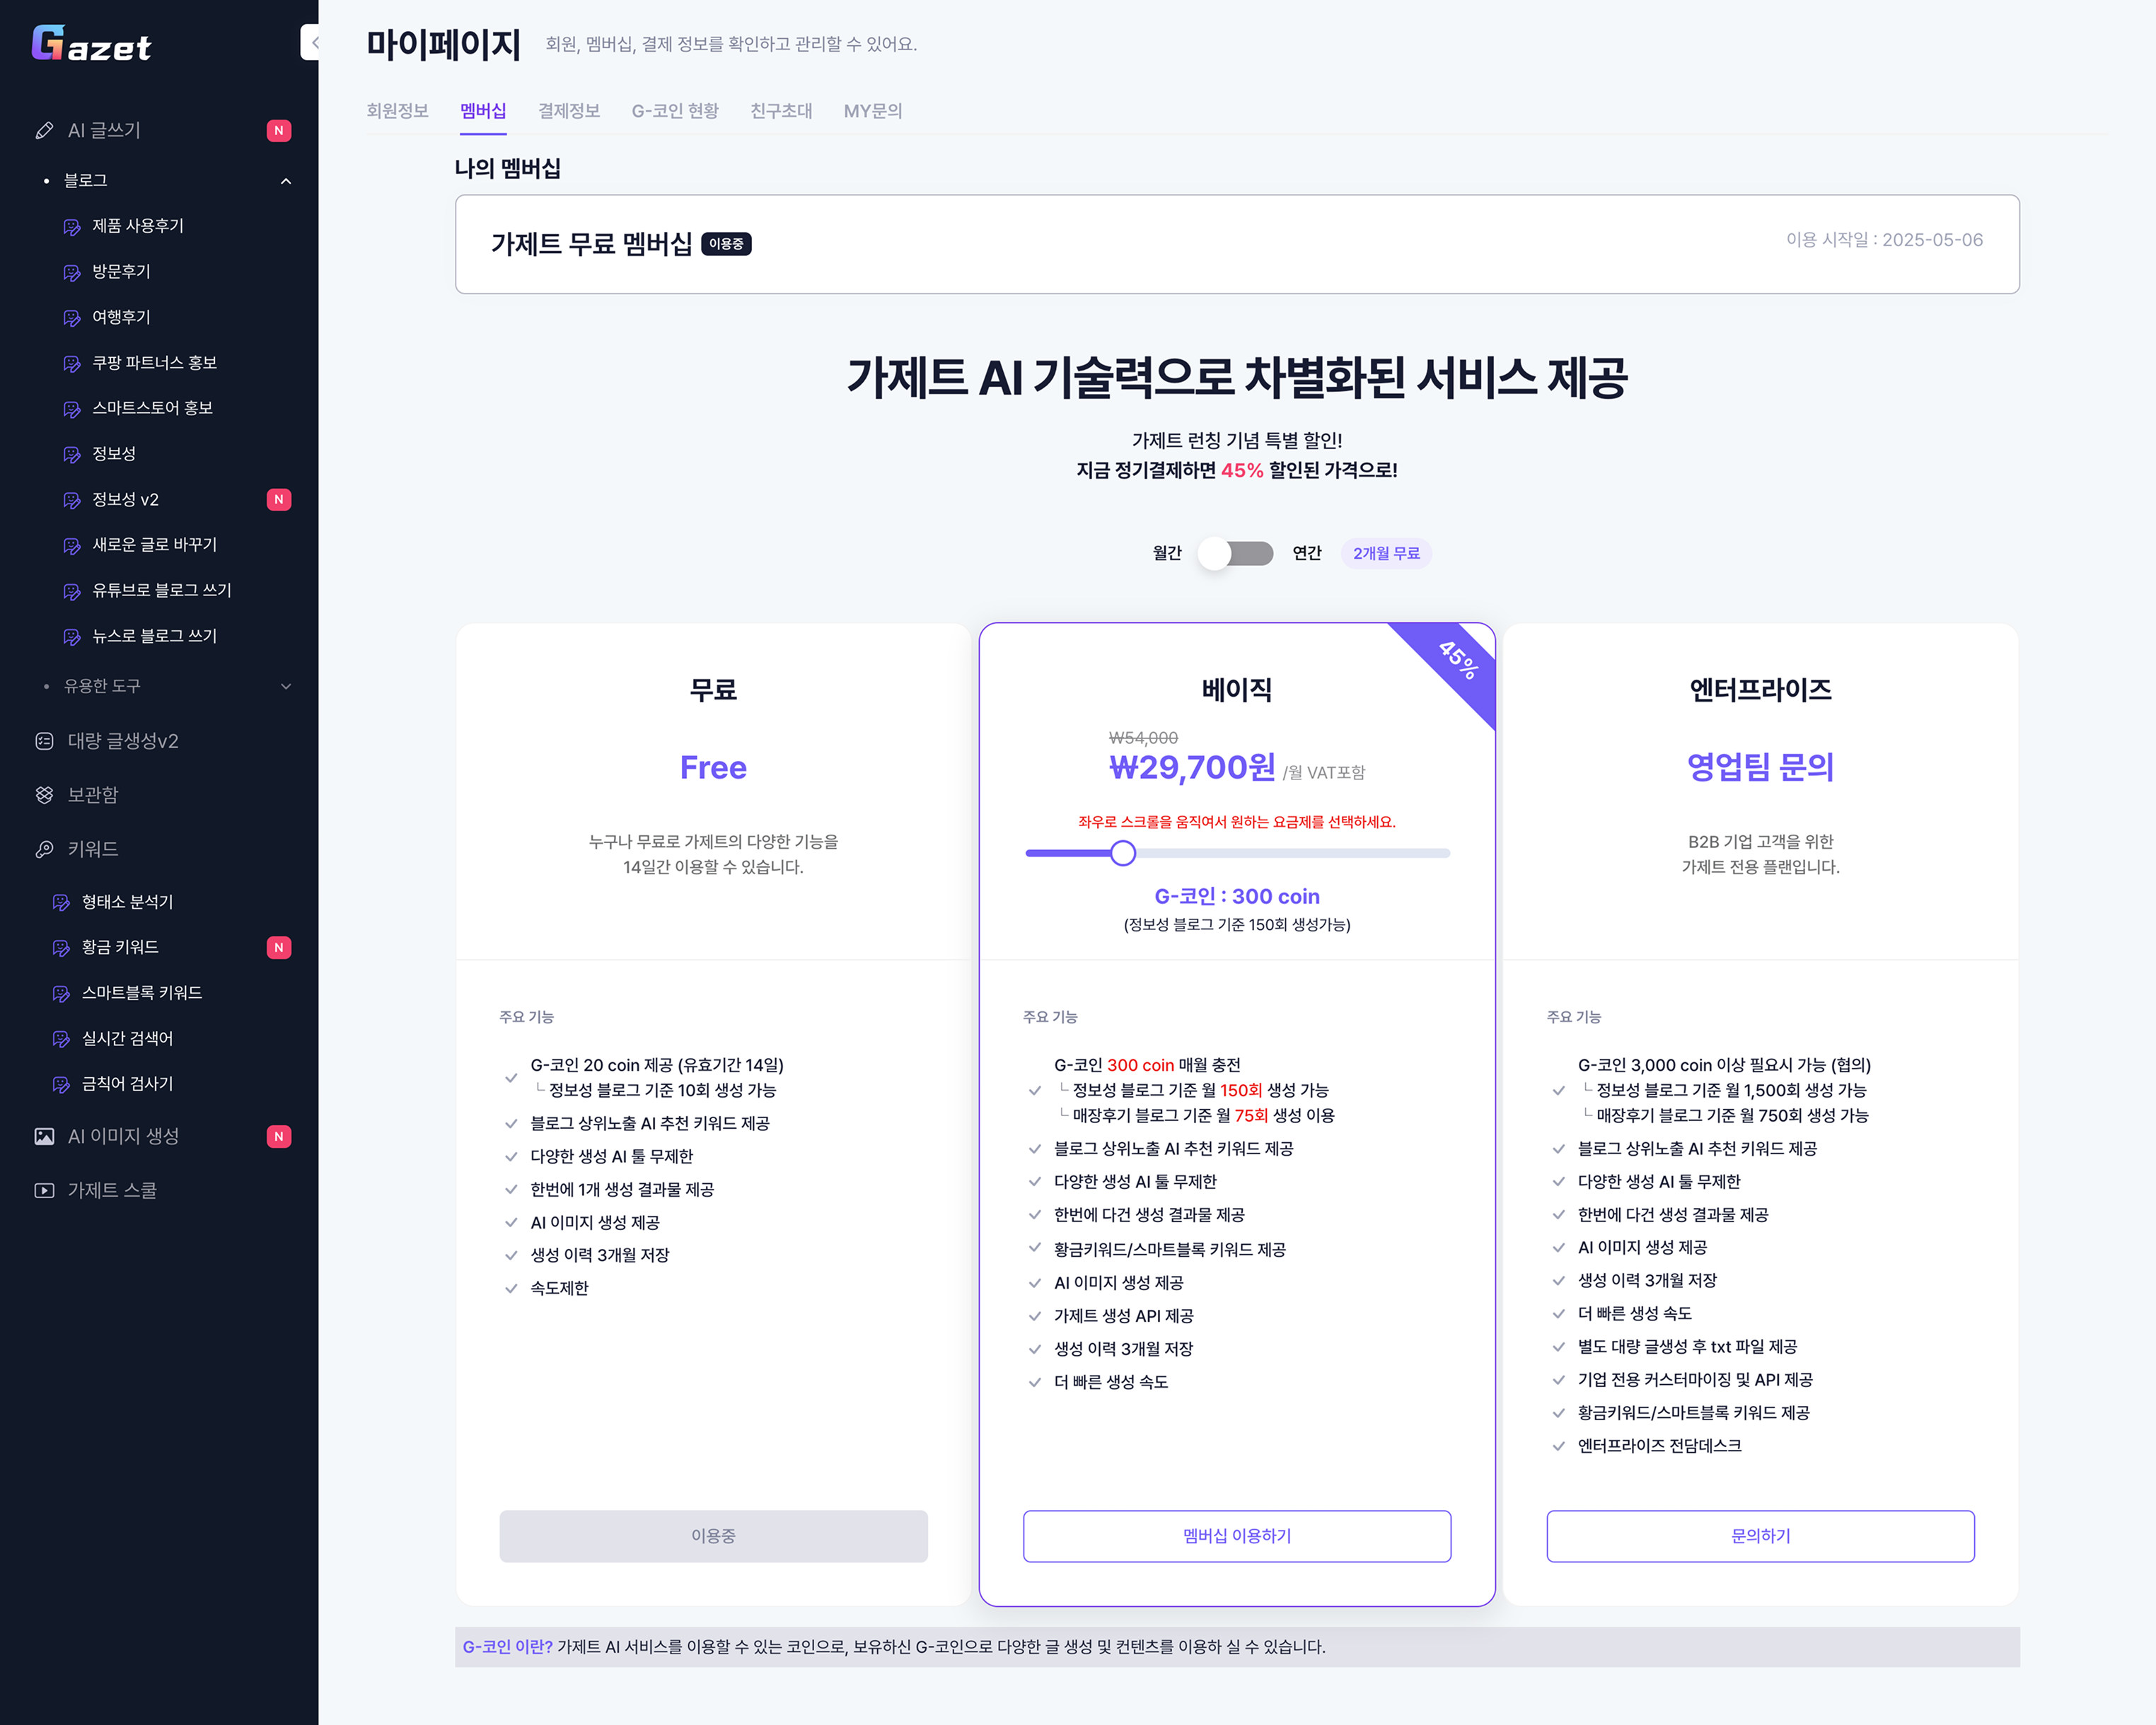 Gazet
AI 글쓰기 N
블로그
제품 사용후기
방문후기
여행후기
쿠팡 파트너스 홍보
스마트스토어 홍보
정보성
정보성 v2 N
새로운 글로 바꾸기
유튜브로 블로그 쓰기
뉴스로 블로그 쓰기
유용한 도구
대량 글생성v2
보관함
키워드
형태소 분석기
황금 키워드 N
스마트블록 키워드
실시간 검색어
금칙어 검사기
AI 이미지 생성 N
가제트 스쿨
마이페이지 회원, 멤버십, 결제 정보를 확인하고 관리할 수 있어요.
회원정보 멤버십 결제정보 G-코인 현황 친구초대 MY문의
나의 멤버십
가제트 무료 멤버십 이용중 이용 시작일 : 2025-05-06
가제트 AI 기술력으로 차별화된 서비스 제공
가제트 런칭 기념 특별 할인!
지금 정기결제하면 45% 할인된 가격으로!
월간 연간 2개월 무료
무료
Free
누구나 무료로 가제트의 다양한 기능을
14일간 이용할 수 있습니다.
주요 기능
G-코인 20 coin 제공 (유효기간 14일)
└ 정보성 블로그 기준 10회 생성 가능
블로그 상위노출 AI 추천 키워드 제공
다양한 생성 AI 툴 무제한
한번에 1개 생성 결과물 제공
AI 이미지 생성 제공
생성 이력 3개월 저장
속도제한
이용중
45%
베이직
₩54,000
₩29,700원 /월 VAT포함
좌우로 스크롤을 움직여서 원하는 요금제를 선택하세요.
G-코인 : 300 coin
(정보성 블로그 기준 150회 생성가능)
주요 기능
G-코인 300 coin 매월 충전
└ 정보성 블로그 기준 월 150회 생성 가능
└ 매장후기 블로그 기준 월 75회 생성 이용
블로그 상위노출 AI 추천 키워드 제공
다양한 생성 AI 툴 무제한
한번에 다건 생성 결과물 제공
황금키워드/스마트블록 키워드 제공
AI 이미지 생성 제공
가제트 생성 API 제공
생성 이력 3개월 저장
더 빠른 생성 속도
멤버십 이용하기
엔터프라이즈
영업팀 문의
B2B 기업 고객을 위한
가제트 전용 플랜입니다.
주요 기능
G-코인 3,000 coin 이상 필요시 가능 (협의)
└ 정보성 블로그 기준 월 1,500회 생성 가능
└ 매장후기 블로그 기준 월 750회 생성 가능
블로그 상위노출 AI 추천 키워드 제공
다양한 생성 AI 툴 무제한
한번에 다건 생성 결과물 제공
AI 이미지 생성 제공
생성 이력 3개월 저장
더 빠른 생성 속도
별도 대량 글생성 후 txt 파일 제공
기업 전용 커스터마이징 및 API 제공
황금키워드/스마트블록 키워드 제공
엔터프라이즈 전담데스크
문의하기
G-코인 이란? 가제트 AI 서비스를 이용할 수 있는 코인으로, 보유하신 G-코인으로 다양한 글 생성 및 컨텐츠를 이용하 실 수 있습니다.